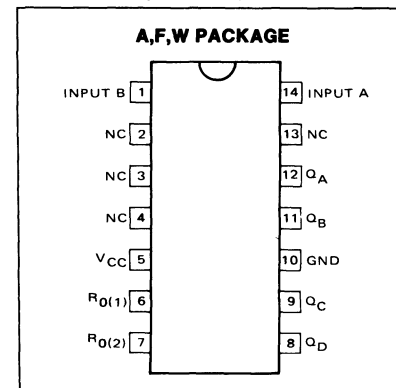 A,F,W PACKAGE
INPUT B 1 14 INPUT A
NC 2 13 NC
NC 3 12 QA
NC 4 11 QB
VCC 5 10 GND
R0(1) 6 9 QC
R0(2) 7 8 QD